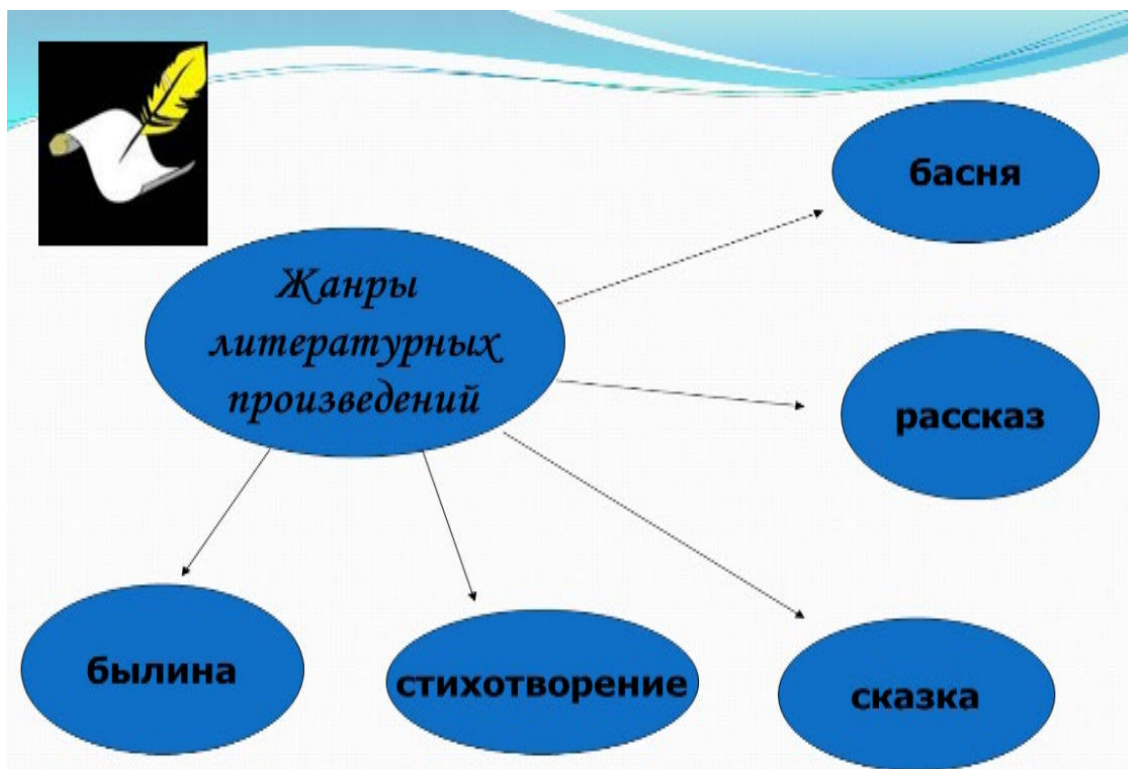 басня
Жанры
литературных
произведений
рассказ
былина
стихотворение
сказка